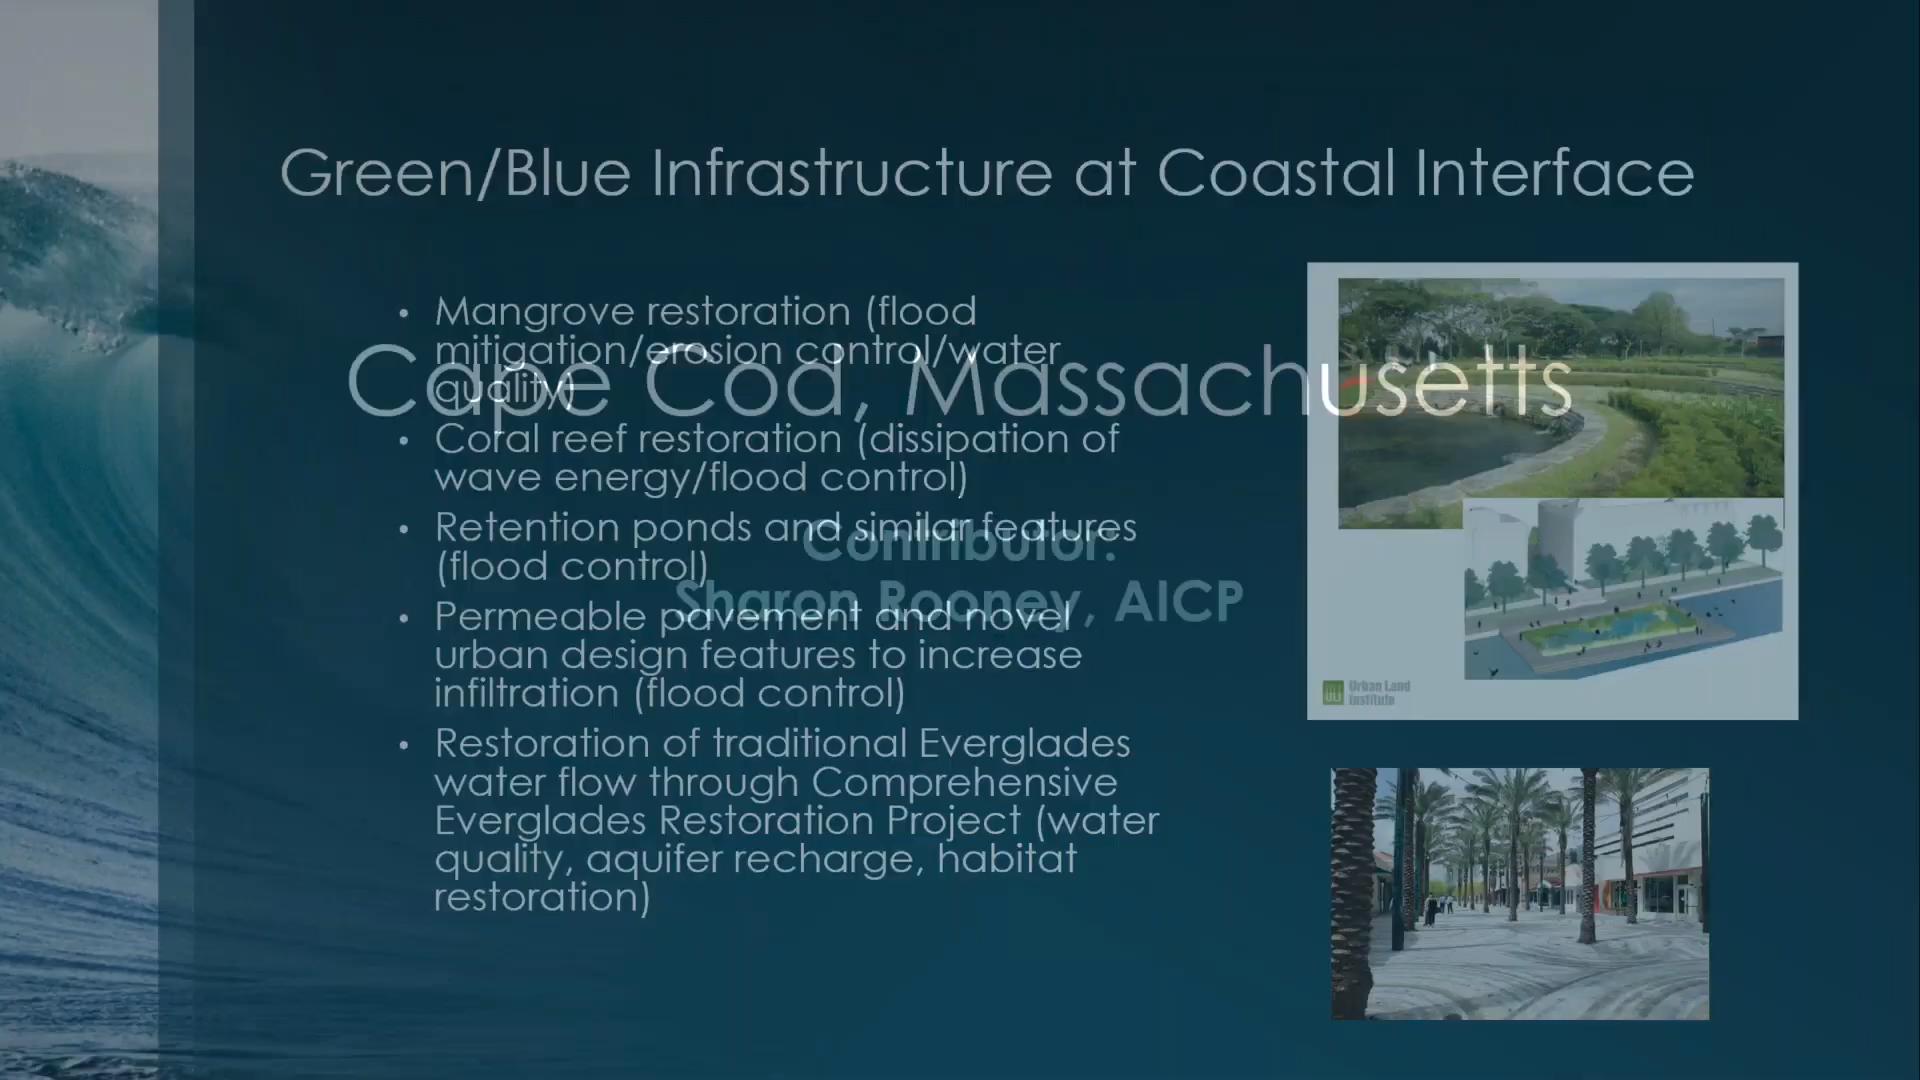 Green/Blue Infrastructure at Coastal Interface
• Mangrove restoration (flood
mitigation/erosion control/water
quality)
• Coral reef restoration (dissipation of
wave energy/flood control)
• Retention ponds and similar features
(flood control)
• Permeable pavement and novel
urban design features to increase
infiltration (flood control)
• Restoration of traditional Everglades
water flow through Comprehensive
Everglades Restoration Project (water
quality, aquifer recharge, habitat
restoration)
Cape Cod, Massachusetts
Contributor:
Sharon Rooney, AICP
ULI
Urban Land
Institute